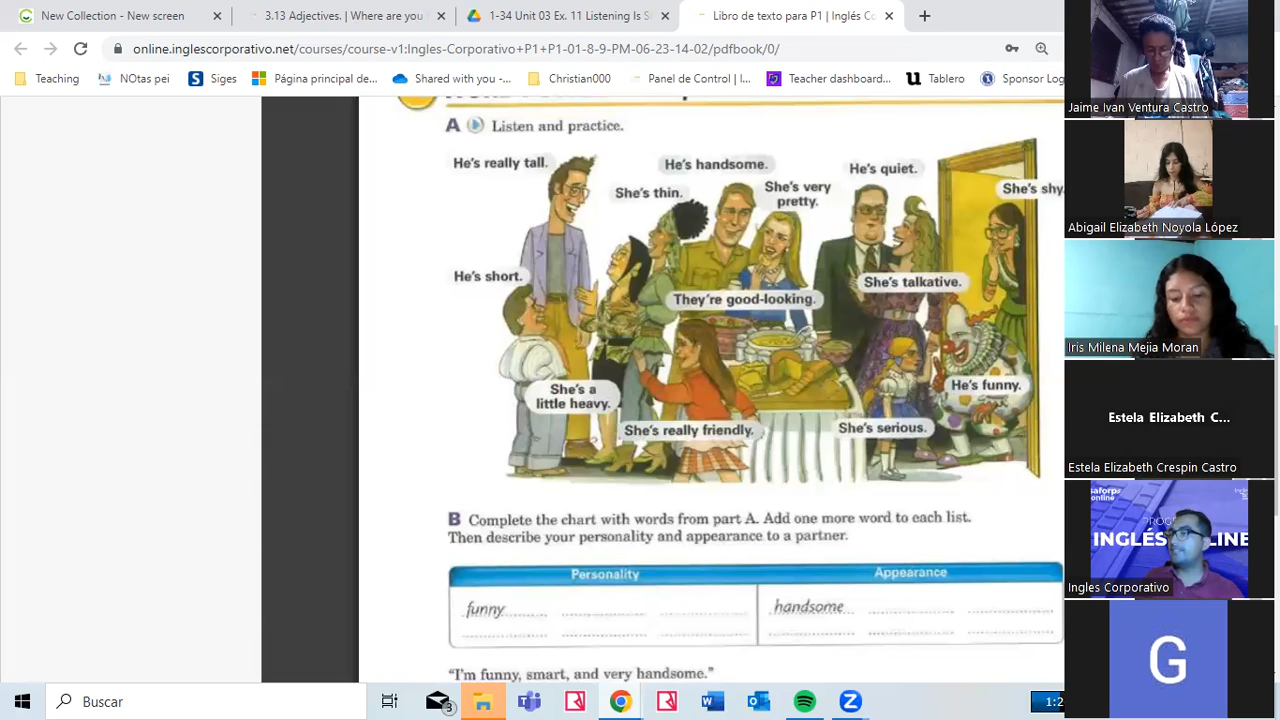 New Collection - New screen
3.13 Adjectives. | Where are you
1-34 Unit 03 Ex. 11 Listening Is S
Libro de texto para P1 | Inglés Co
online.inglescorporativo.net/courses/course-v1:Ingles-Corporativo+P1+P1-01-8-9-PM-06-23-14-02/pdfbook/0/
Teaching
NOtas pei
Siges
Página principal de...
Shared with you -...
Christian000
Panel de Control | I...
Teacher dashboard...
Tablero
Sponsor Log
A Listen and practice.
He's really tall.
He's handsome.
He's quiet.
She's thin.
She's very
pretty.
She's shy
He's short.
She's talkative.
They're good-looking.
She's a
little heavy.
He's funny.
She's really friendly.
She's serious.
B Complete the chart with words from part A. Add one more word to each list.
Then describe your personality and appearance to a partner.
Personality
Appearance
funny
handsome
"I'm funny, smart, and very handsome."
Buscar
3
1:2
Jaime Ivan Ventura Castro
Abigail Elizabeth Noyola López
Iris Milena Mejia Moran
Estela Elizabeth C...
Estela Elizabeth Crespin Castro
online
INGLÉS
LINE
Ingles Corporativo
G